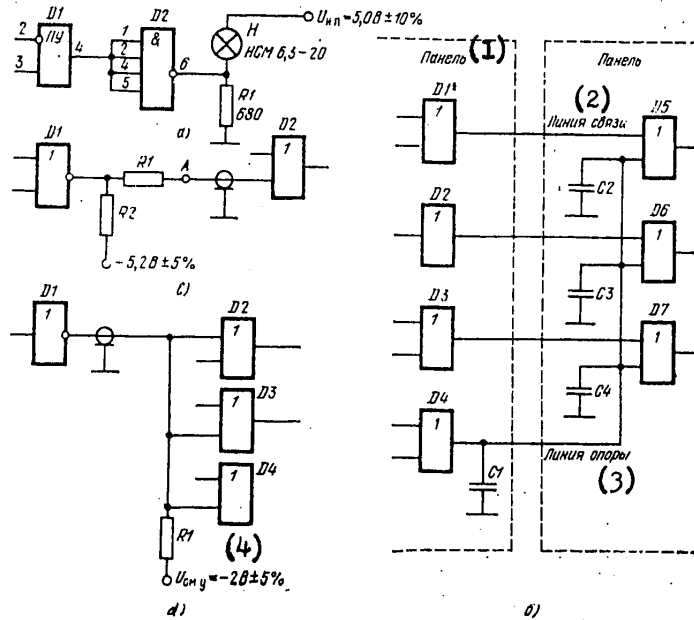 D1
2
ПУ
3
4
D2
&
1
2
4
5
6
H
НСМ 6,3-20
Uип=5,0В±10%
R1
680
a)
D1
1
R2
-5,2В±5%
R1
A
D2
1
c)
D1
1
D2
1
D3
1
D4
1
R1
(4)
Uсм у=-2В±5%
d)
Панель (1)
Панель
D1
1
(2)
Линия связи
D5
1
C2
D2
1
D6
1
C3
D3
1
D7
1
C4
D4
1
C1
Линия опоры
(3)
б)